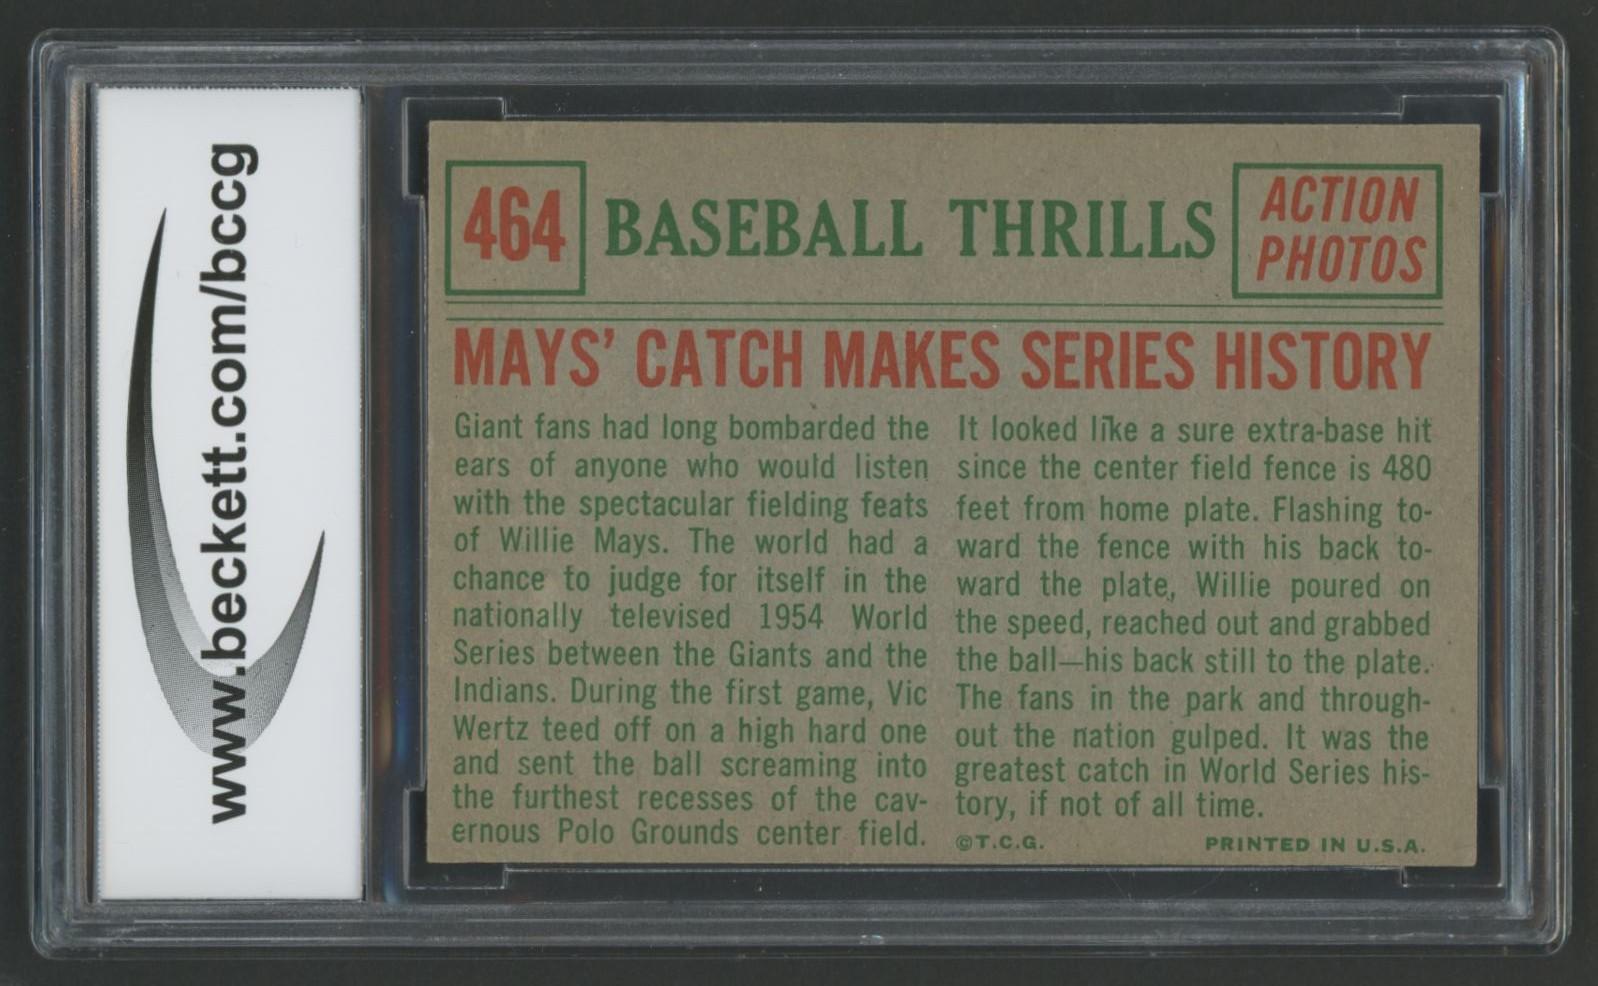 www.beckett.com/bccg
464
BASEBALL THRILLS
ACTION
PHOTOS
MAYS' CATCH MAKES SERIES HISTORY
Giant fans had long bombarded the
ears of anyone who would listen
with the spectacular fielding feats
of Willie Mays. The world had a
chance to judge for itself in the
nationally televised 1954 World
Series between the Giants and the
Indians. During the first game, Vic
Wertz teed off on a high hard one
and sent the ball screaming into
the furthest recesses of the cav-
ernous Polo Grounds center field.
It looked like a sure extra-base hit
since the center field fence is 480
feet from home plate. Flashing to-
ward the fence with his back to-
ward the plate, Willie poured on
the speed, reached out and grabbed
the ball—his back still to the plate.
The fans in the park and through-
out the nation gulped. It was the
greatest catch in World Series his-
tory, if not of all time.
©T.C.G.
PRINTED IN U.S.A.